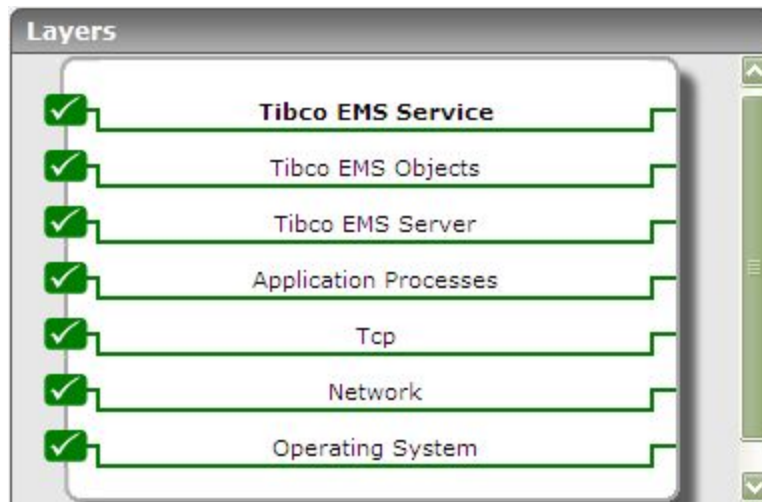 Layers
Tibco EMS Service
Tibco EMS Objects
Tibco EMS Server
Application Processes
Tcp
Network
Operating System